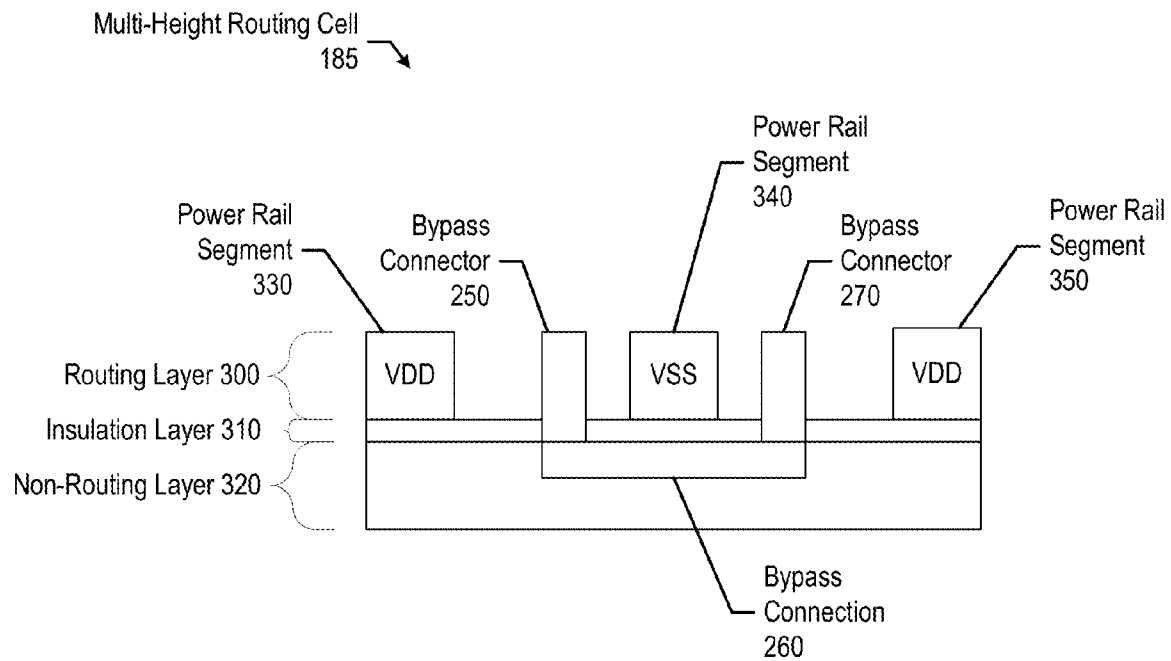 Multi-Height Routing Cell
185
Power Rail
Segment
340
Power Rail
Segment
330
Bypass
Connector
250
Bypass
Connector
270
Power Rail
Segment
350
Routing Layer 300
VDD
VSS
VDD
Insulation Layer 310
Non-Routing Layer 320
Bypass
Connection
260